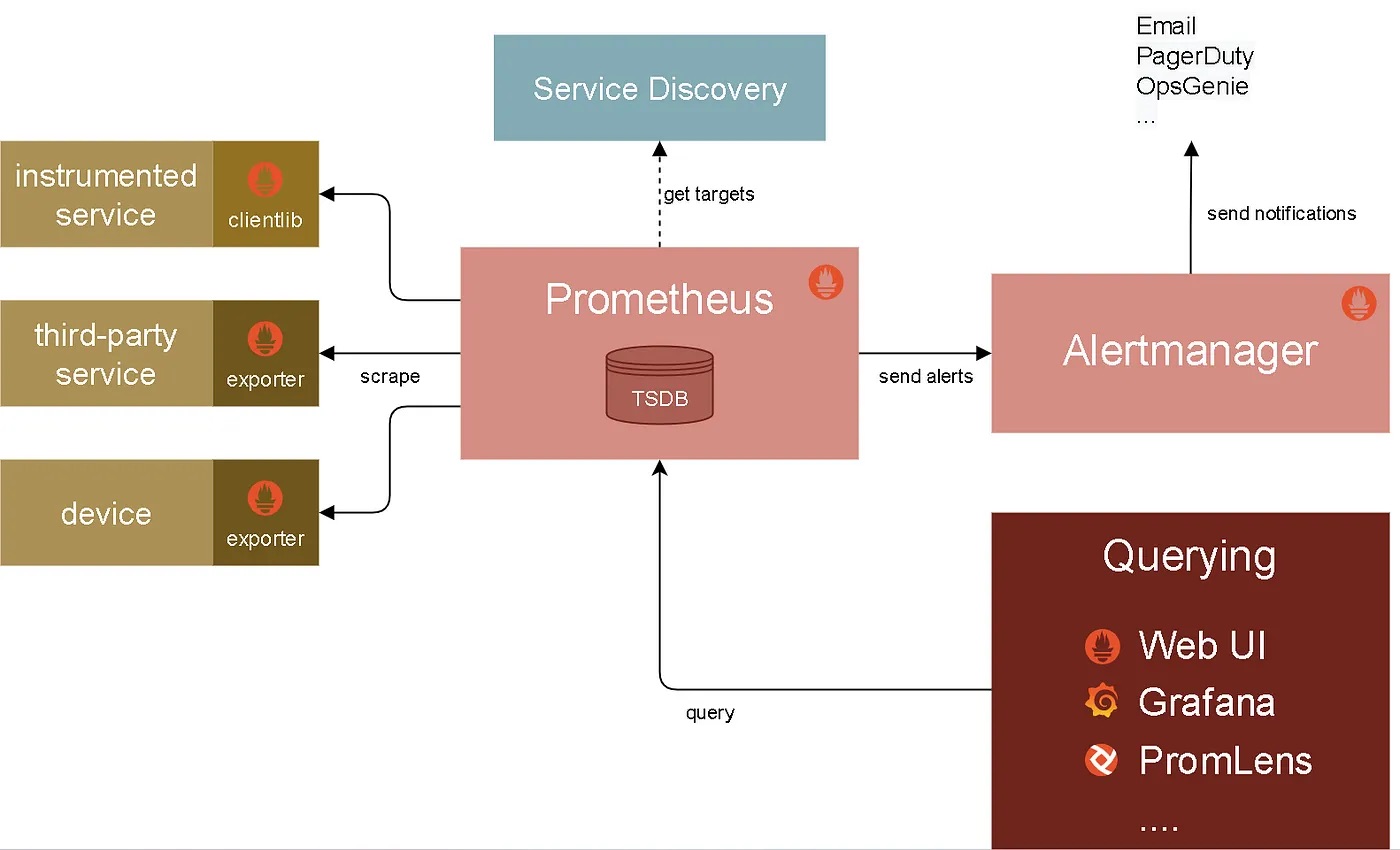 Email
PagerDuty
OpsGenie
...
Service Discovery
get targets
send notifications
instrumented
service
clientlib
third-party
service
exporter
device
exporter
scrape
Prometheus
TSDB
send alerts
Alertmanager
query
Querying
Web UI
Grafana
PromLens
....